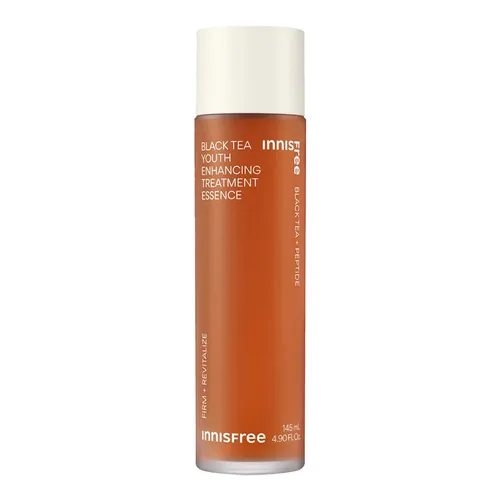 BLACK TEA
YOUTH
ENHANCING
TREATMENT
ESSENCE
INNISFree
BLACK TEA + PEPTIDE
FIRM + REVITALIZE
145 mL
4.90 FL.Oz.
INNISFree